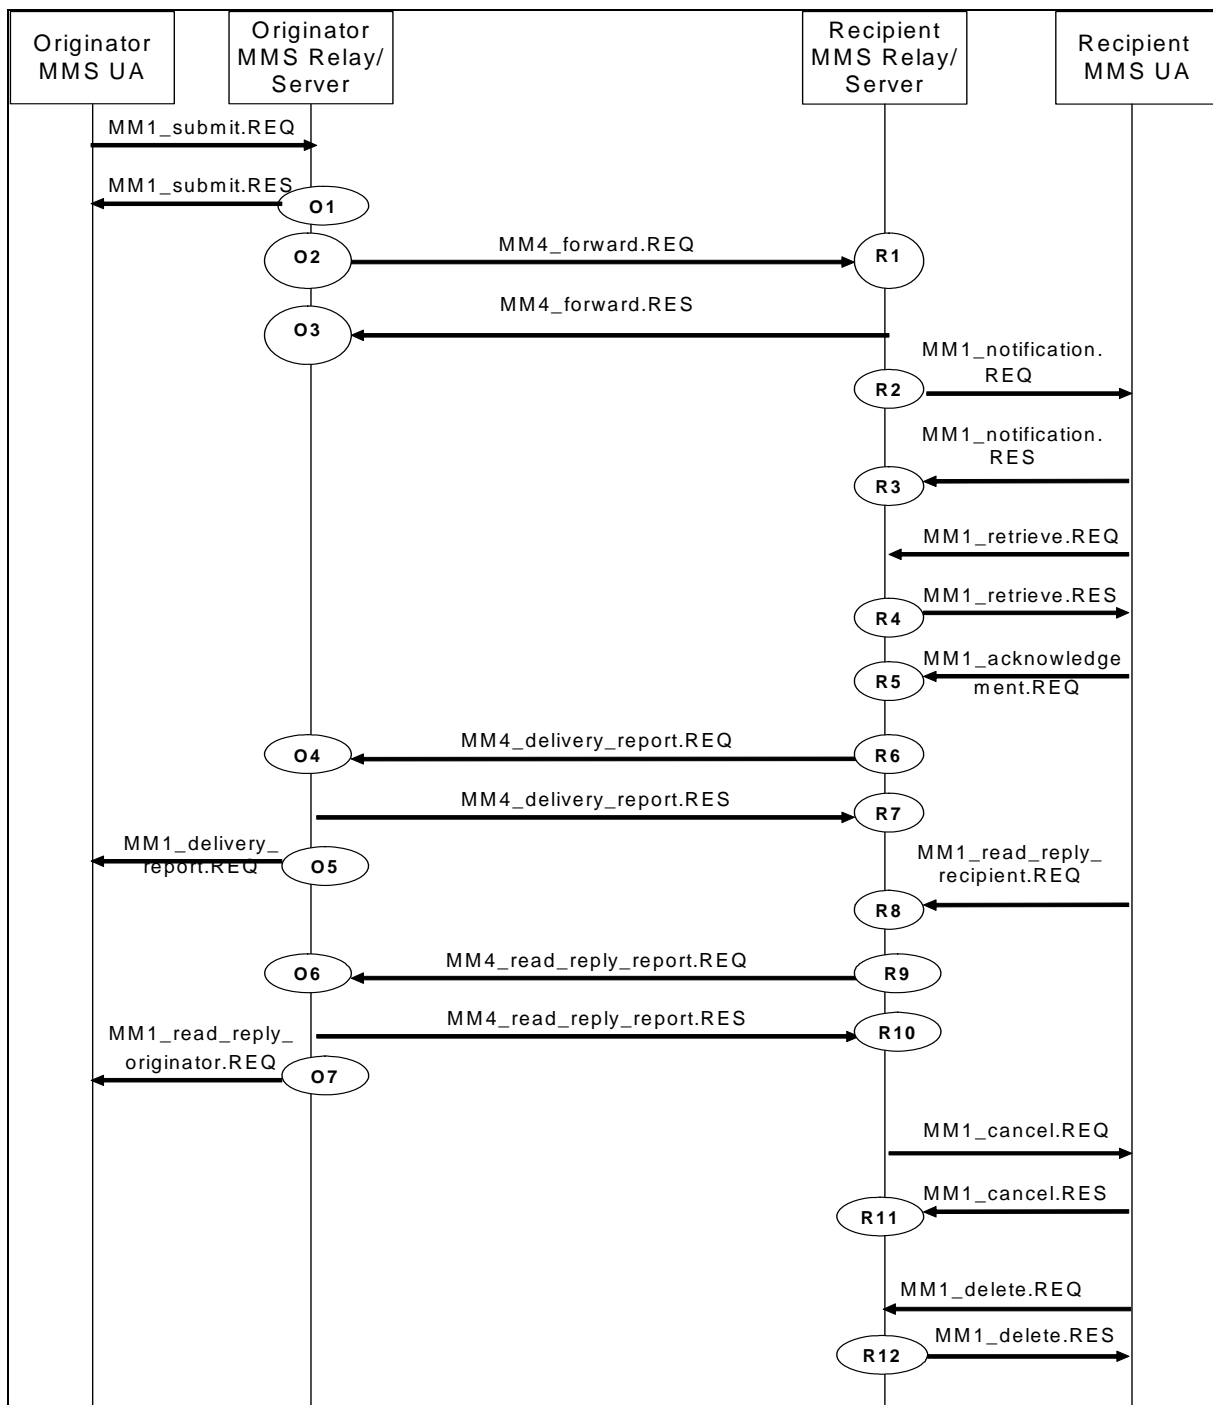 Originator
MMS UA
Originator
MMS Relay/
Server
Recipient
MMS Relay/
Server
Recipient
MMS UA
MM1_submit.REQ
MM1_submit.RES
O1
O2
MM4_forward.REQ
R1
MM4_forward.RES
O3
MM1_notification.
REQ
R2
MM1_notification.
RES
R3
MM1_retrieve.REQ
MM1_retrieve.RES
R4
MM1_acknowledge
ment.REQ
R5
MM4_delivery_report.REQ
O4
R6
MM4_delivery_report.RES
R7
MM1_delivery_
report.REQ
O5
MM1_read_reply_
recipient.REQ
R8
MM4_read_reply_report.REQ
O6
R9
MM4_read_reply_report.RES
R10
MM1_read_reply_
originator.REQ
O7
MM1_cancel.REQ
MM1_cancel.RES
R11
MM1_delete.REQ
MM1_delete.RES
R12